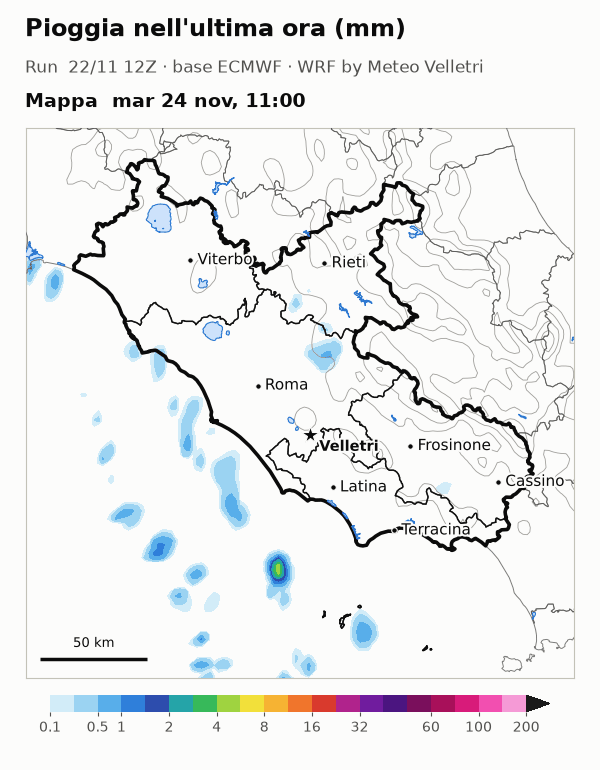 Pioggia nell'ultima ora (mm)
Run  22/11 12Z · base ECMWF · WRF by Meteo Velletri
Mappa  mar 24 nov, 11:00
Viterbo
Rieti
Roma
Velletri
Frosinone
Cassino
Latina
Terracina
50 km
0.1 0.5 1 2 4 8 16 32 60 100 200